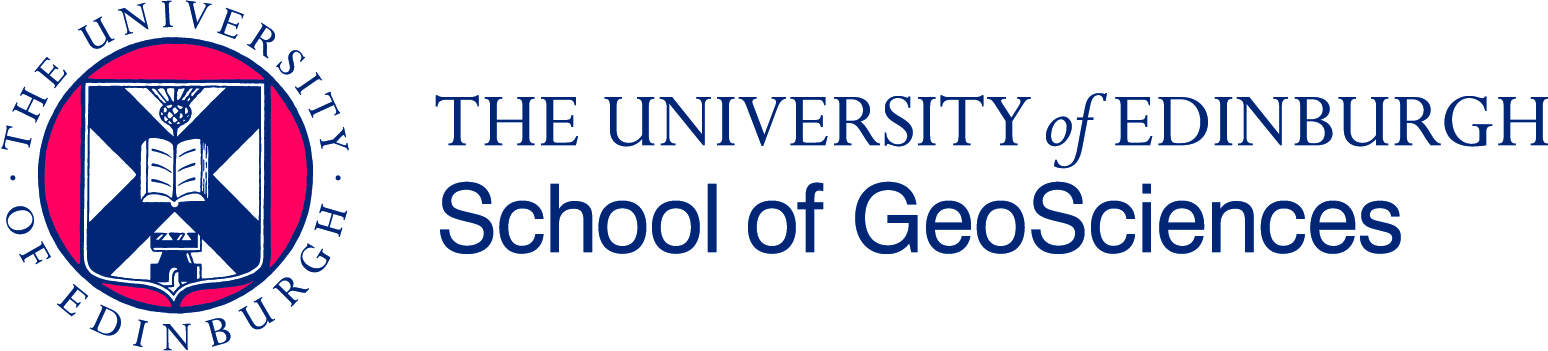 THE UNIVERSITY
· OF EDINBURGH ·
THE UNIVERSITY of EDINBURGH
School of GeoSciences